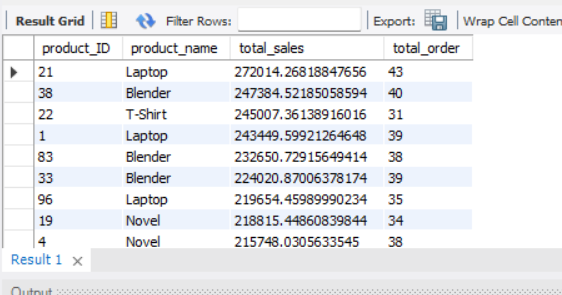 Result Grid Filter Rows: Export: Wrap Cell Conten
product_ID product_name total_sales total_order
21 Laptop 272014.26818847656 43
38 Blender 247384.52185058594 40
22 T-Shirt 245007.36138916016 31
1 Laptop 243449.59921264648 39
83 Blender 232650.72915649414 38
33 Blender 224020.87006378174 39
96 Laptop 219654.45989990234 35
19 Novel 218815.44860839844 34
4 Novel 215748.0305633545 38
Result 1
Output